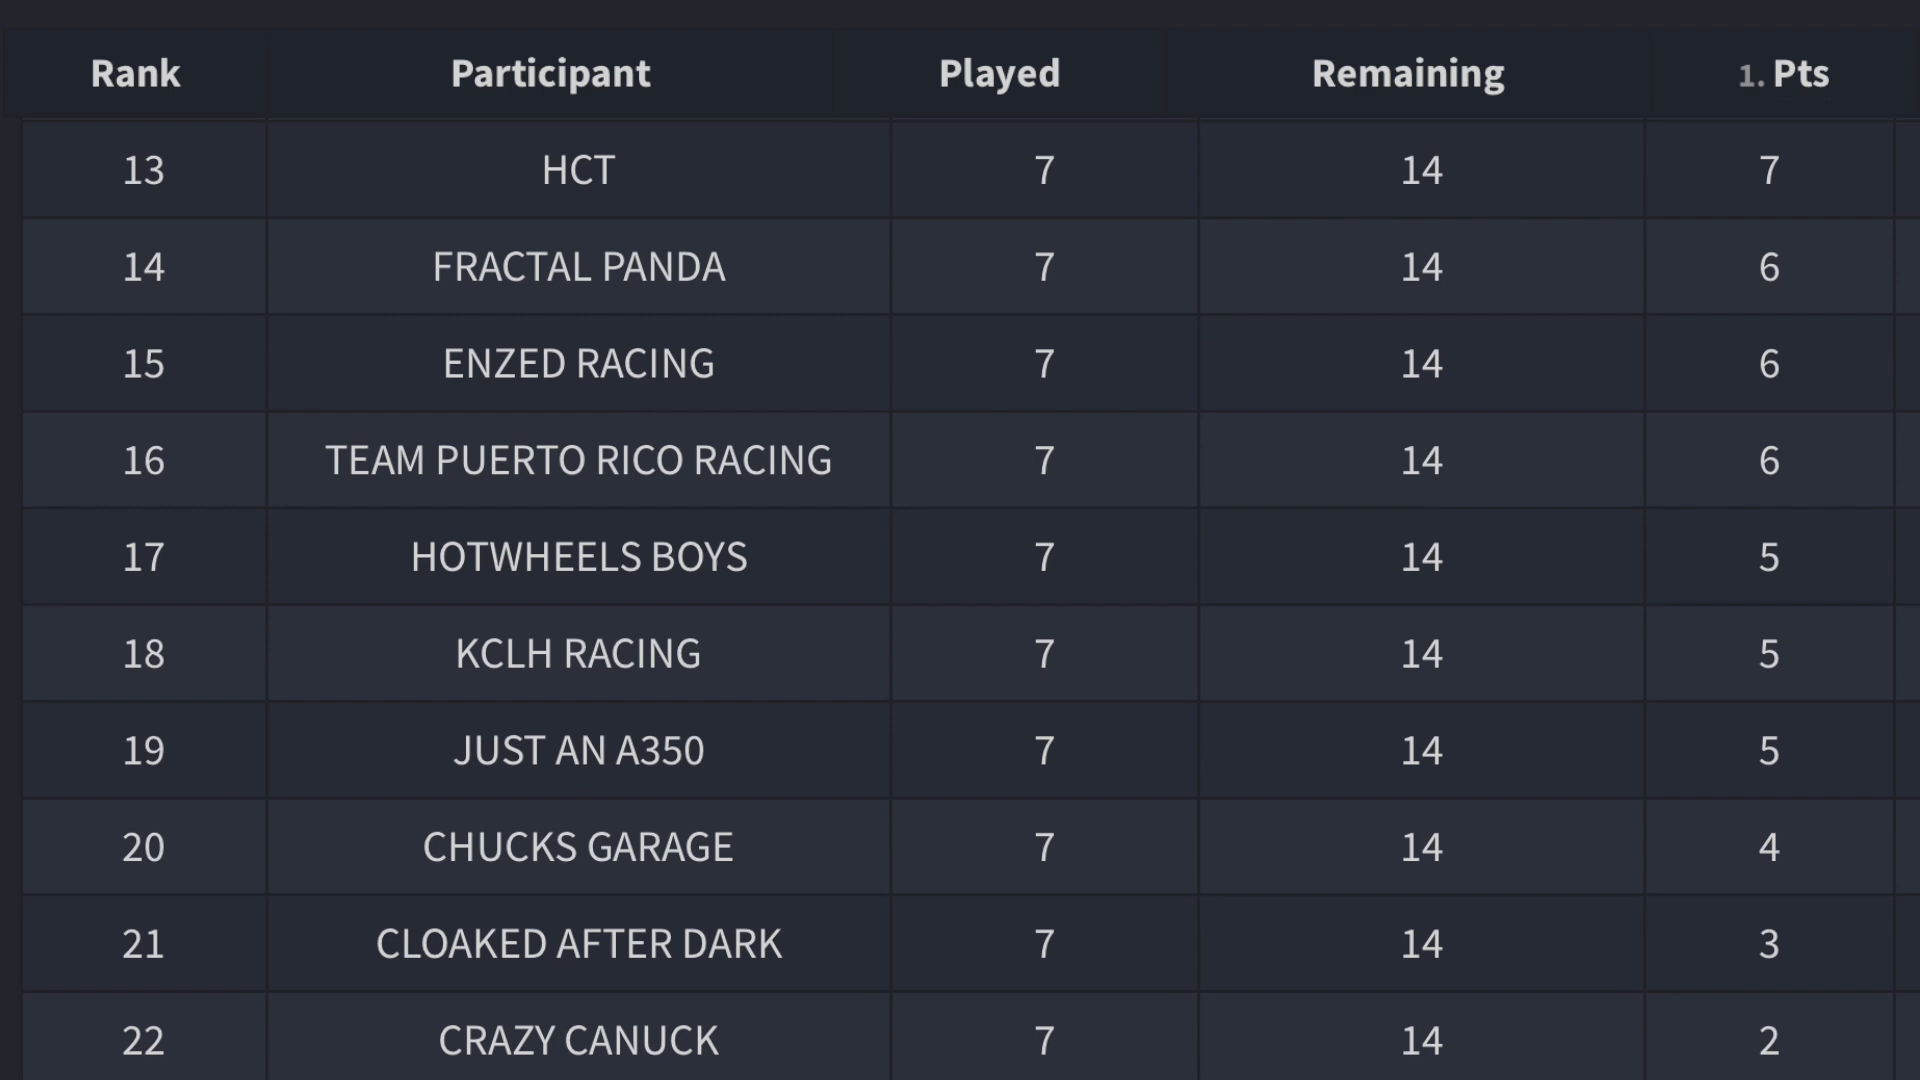 Rank Participant Played Remaining 1. Pts
13 HCT 7 14 7
14 FRACTAL PANDA 7 14 6
15 ENZED RACING 7 14 6
16 TEAM PUERTO RICO RACING 7 14 6
17 HOTWHEELS BOYS 7 14 5
18 KCLH RACING 7 14 5
19 JUST AN A350 7 14 5
20 CHUCKS GARAGE 7 14 4
21 CLOAKED AFTER DARK 7 14 3
22 CRAZY CANUCK 7 14 2